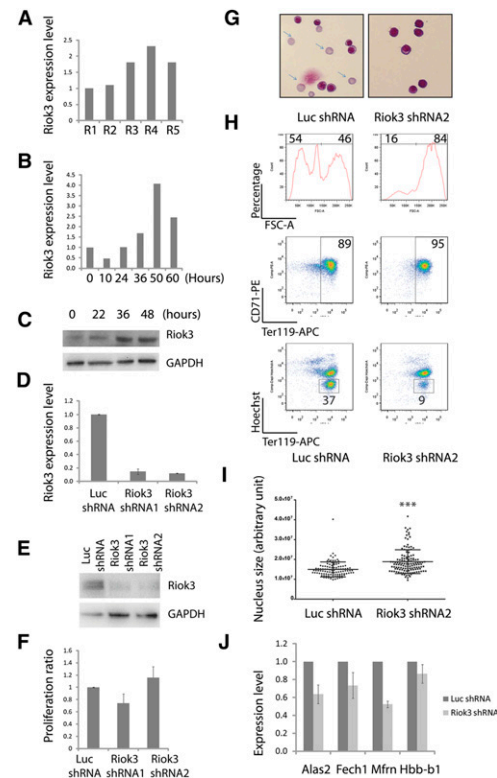 A
Riok3 expression level
2.5
2.0
1.5
1.0
0.5
0
R1 R2 R3 R4 R5
B
Riok3 expression level
4.5
4.0
3.5
3.0
2.5
2.0
1.5
1.0
0.5
0
0 10 24 36 50 60 (Hours)
C
0 22 36 48 (hours)
Riok3
GAPDH
D
Riok3 expression level
1.2
1.0
0.8
0.6
0.4
0.2
0.0
Luc shRNA
Riok3 shRNA1
Riok3 shRNA2
E
Luc shRNA
Riok3 shRNA1
Riok3 shRNA2
Riok3
GAPDH
F
Proliferation ratio
1.6
1.4
1.2
1
0.8
0.6
0.4
0.2
0
Luc shRNA
Riok3 shRNA1
Riok3 shRNA2
G
Luc shRNA
Riok3 shRNA2
H
Percentage
54 46
16 84
FSC-A
FSC-A
FSC-A
CD71-PE
89
95
Ter119-APC
Hoechst
37
9
Ter119-APC
Luc shRNA
Riok3 shRNA2
I
Nucleus size (arbitrary unit)
***
Luc shRNA
Riok3 shRNA2
J
Expression level
1.0
0.8
0.6
0.4
0.2
0.0
Alas2 Fech1 Mfrn Hbb-b1
Luc shRNA
Riok3 shRNA